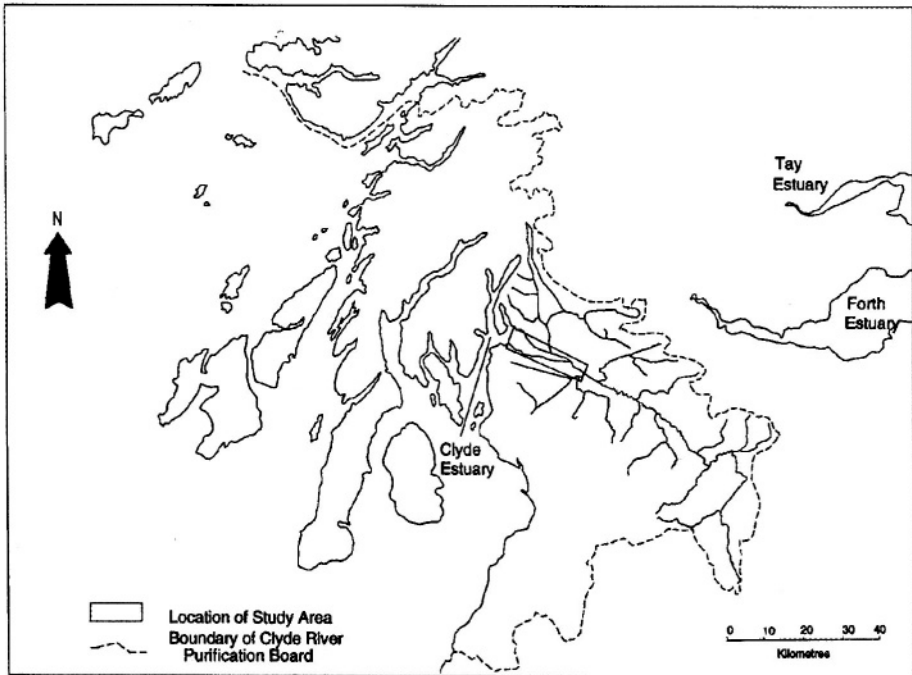 Tay
Estuary
N
Forth
Estuary
Clyde
Estuary
Location of Study Area
Boundary of Clyde River
Purification Board
0 10 20 30 40
Kilometres